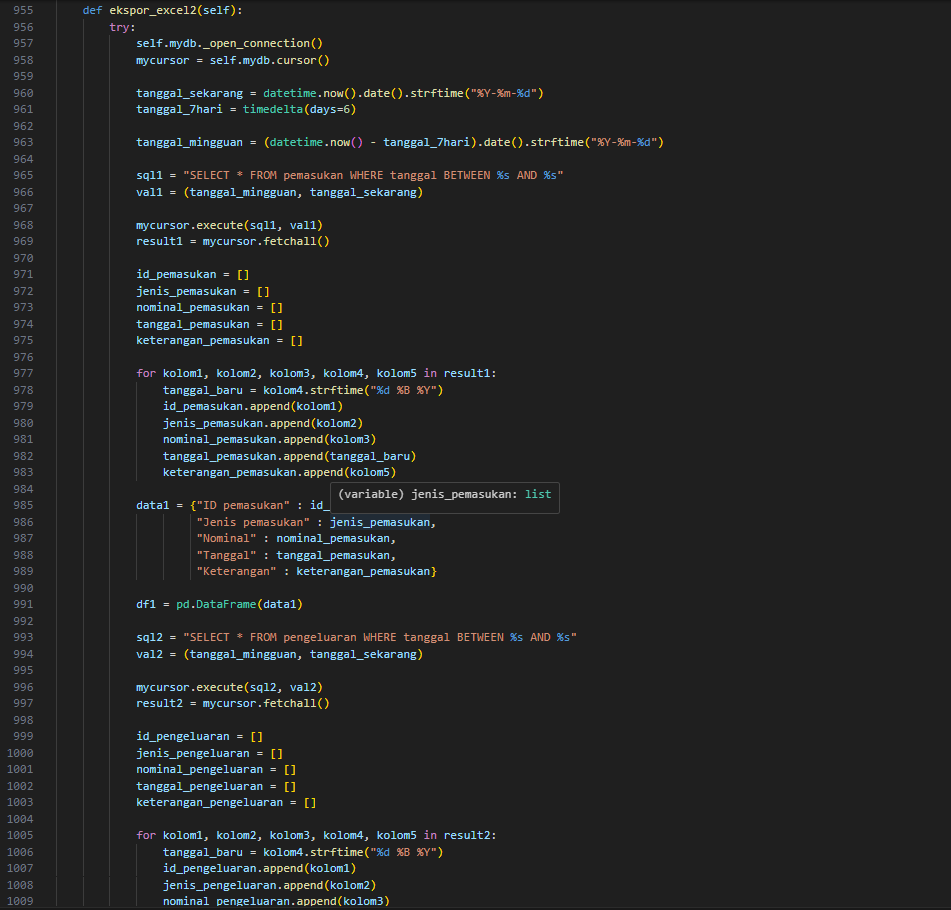 955 def ekspor_excel2(self):
956 try:
957 self.mydb._open_connection()
958 mycursor = self.mydb.cursor()
959
960 tanggal_sekarang = datetime.now().date().strftime("%Y-%m-%d")
961 tanggal_7hari = timedelta(days=6)
962
963 tanggal_mingguan = (datetime.now() - tanggal_7hari).date().strftime("%Y-%m-%d")
964
965 sql1 = "SELECT * FROM pemasukan WHERE tanggal BETWEEN %s AND %s"
966 val1 = (tanggal_mingguan, tanggal_sekarang)
967
968 mycursor.execute(sql1, val1)
969 result1 = mycursor.fetchall()
970
971 id_pemasukan = []
972 jenis_pemasukan = []
973 nominal_pemasukan = []
974 tanggal_pemasukan = []
975 keterangan_pemasukan = []
976
977 for kolom1, kolom2, kolom3, kolom4, kolom5 in result1:
978 tanggal_baru = kolom4.strftime("%d %B %Y")
979 id_pemasukan.append(kolom1)
980 jenis_pemasukan.append(kolom2)
981 nominal_pemasukan.append(kolom3)
982 tanggal_pemasukan.append(tanggal_baru)
983 keterangan_pemasukan.append(kolom5)
984
(variable) jenis_pemasukan: list
985 data1 = {"ID pemasukan" : id_
986 "Jenis pemasukan" : jenis_pemasukan,
987 "Nominal" : nominal_pemasukan,
988 "Tanggal" : tanggal_pemasukan,
989 "Keterangan" : keterangan_pemasukan}
990
991 df1 = pd.DataFrame(data1)
992
993 sql2 = "SELECT * FROM pengeluaran WHERE tanggal BETWEEN %s AND %s"
994 val2 = (tanggal_mingguan, tanggal_sekarang)
995
996 mycursor.execute(sql2, val2)
997 result2 = mycursor.fetchall()
998
999 id_pengeluaran = []
1000 jenis_pengeluaran = []
1001 nominal_pengeluaran = []
1002 tanggal_pengeluaran = []
1003 keterangan_pengeluaran = []
1004
1005 for kolom1, kolom2, kolom3, kolom4, kolom5 in result2:
1006 tanggal_baru = kolom4.strftime("%d %B %Y")
1007 id_pengeluaran.append(kolom1)
1008 jenis_pengeluaran.append(kolom2)
1009 nominal_pengeluaran.append(kolom3)